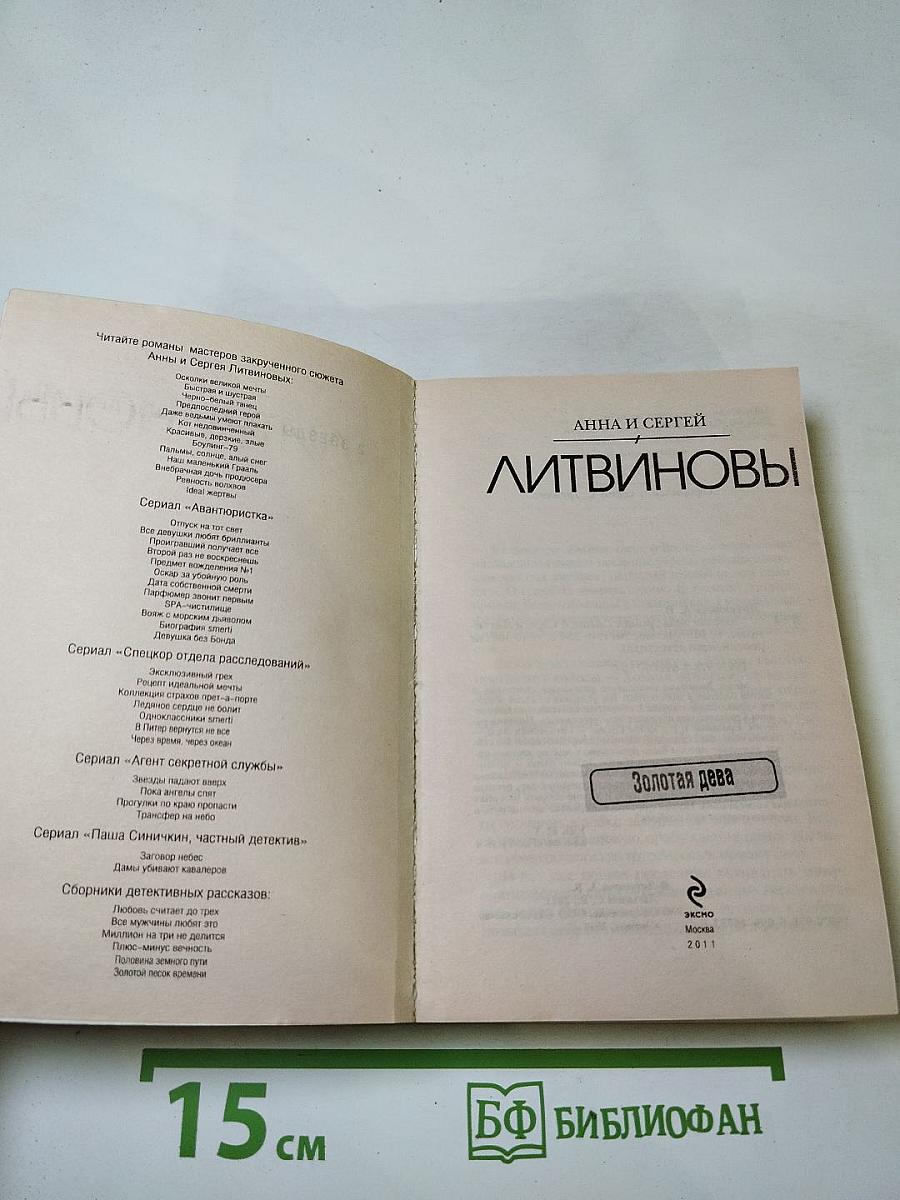 Читайте романы мастеров закрученного сюжета
Анны и Сергея Литвиновых:
Осколки великой мечты
Быстрая и шустрая
Черно-белый танец
Предпоследний герой
Даже ведьмы умеют плакать
Кот недовинченный
Красивые, дерзкие, злые
Боулинг-79
Пальмы, солнце, алый снег
Наш маленький Грааль
Внебрачная дочь продюсера
Ревность волхвов
Ideal жертвы
Сериал «Авантюристка»
Отпуск на тот свет
Все девушки любят бриллианты
Проигравший получает все
Второй раз не воскреснешь
Предмет вожделения №1
Оскар за убойную роль
Дата собственной смерти
Парфюмер звонит первым
SPA-чистилище
Вояж с морским дьяволом
Биография smerti
Девушка без Бонда
Сериал «Спецкор отдела расследований»
Эксклюзивный грех
Рецепт идеальной мечты
Коллекция страхов прет-а-порте
Ледяное сердце не болит
Одноклассники smerti
В Питер вернутся не все
Через время, через океан
Сериал «Агент секретной службы»
Звезды падают вверх
Пока ангелы спят
Прогулки по краю пропасти
Трансфер на небо
Сериал «Паша Синичкин, частный детектив»
Заговор небес
Дамы убивают кавалеров
Сборники детективных рассказов:
Любовь считает до трех
Все мужчины любят это
Миллион на три не делится
Плюс-минус вечность
Половина земного пути
Золотой песок времени
АННА И СЕРГЕЙ
ЛИТВИНОВЫ
Золотая дева
ЭКСМО
Москва
2011
15 см
БФ БИБЛИОФАН